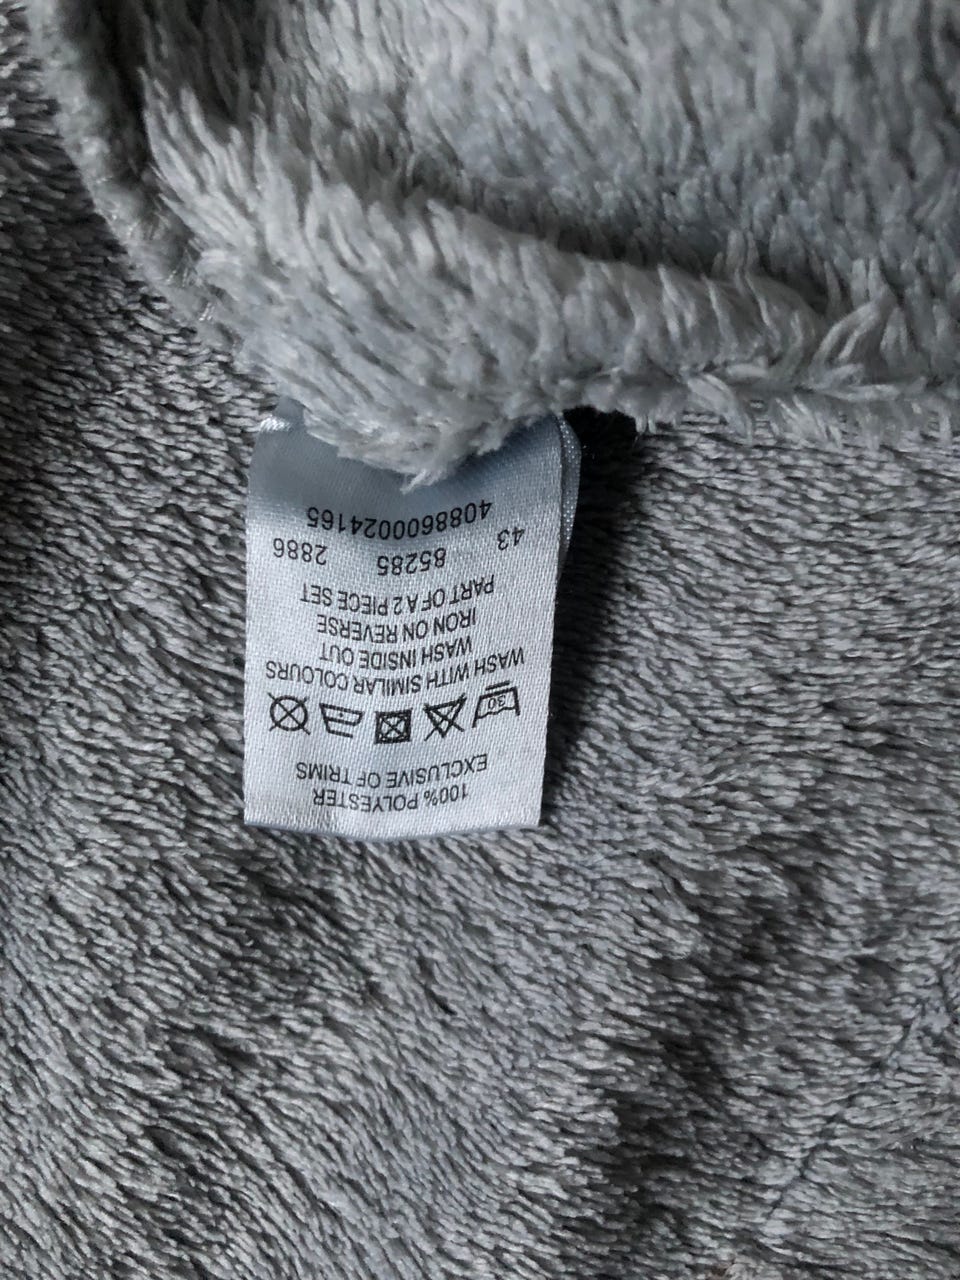 100% POLYESTER
EXCLUSIVE OF TRIMS
30
WASH WITH SIMILAR COLOURS
WASH INSIDE OUT
IRON ON REVERSE
PART OF A 2 PIECE SET
43 85285 2886
4088600024165